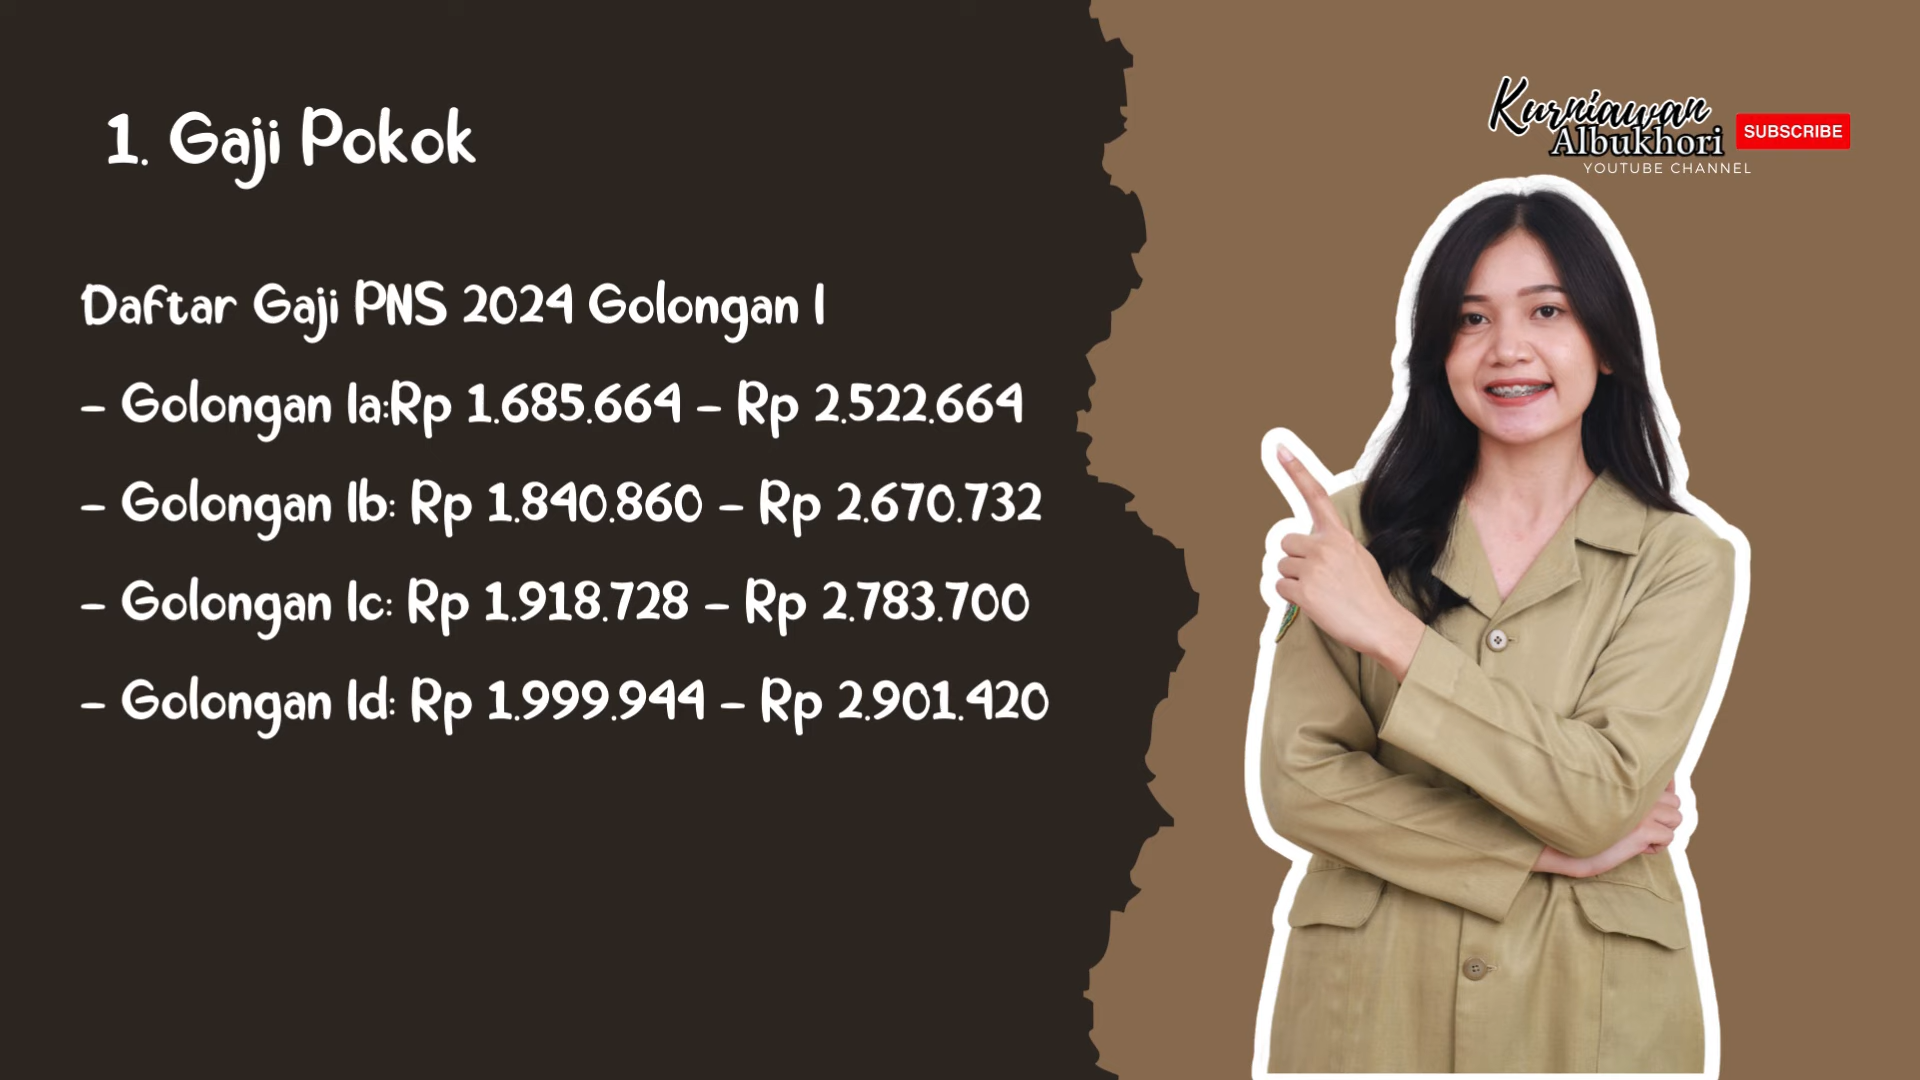 1. Gaji Pokok
Kurniawan
Albukhori
SUBSCRIBE
YOUTUBE CHANNEL
Daftar Gaji PNS 2024 Golongan I
- Golongan Ia:Rp 1.685.664 - Rp 2.522.664
- Golongan Ib: Rp 1.840.860 - Rp 2.670.732
- Golongan Ic: Rp 1.918.728 - Rp 2.783.700
- Golongan Id: Rp 1.999.944 - Rp 2.901.420